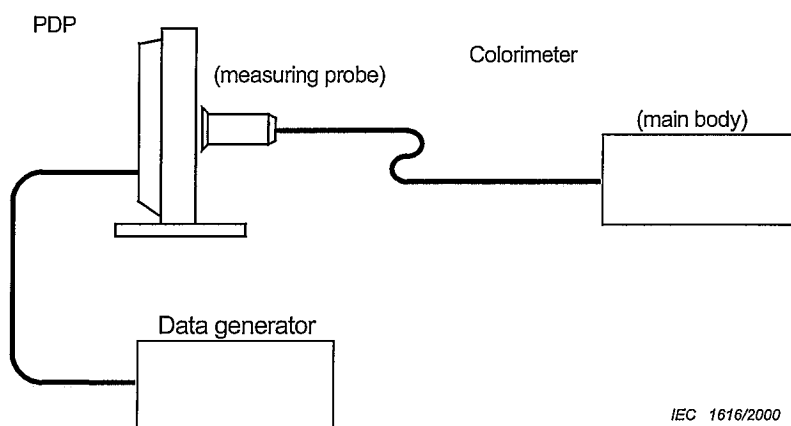 PDP
(measuring probe)
Colorimeter
(main body)
Data generator
IEC 1616/2000